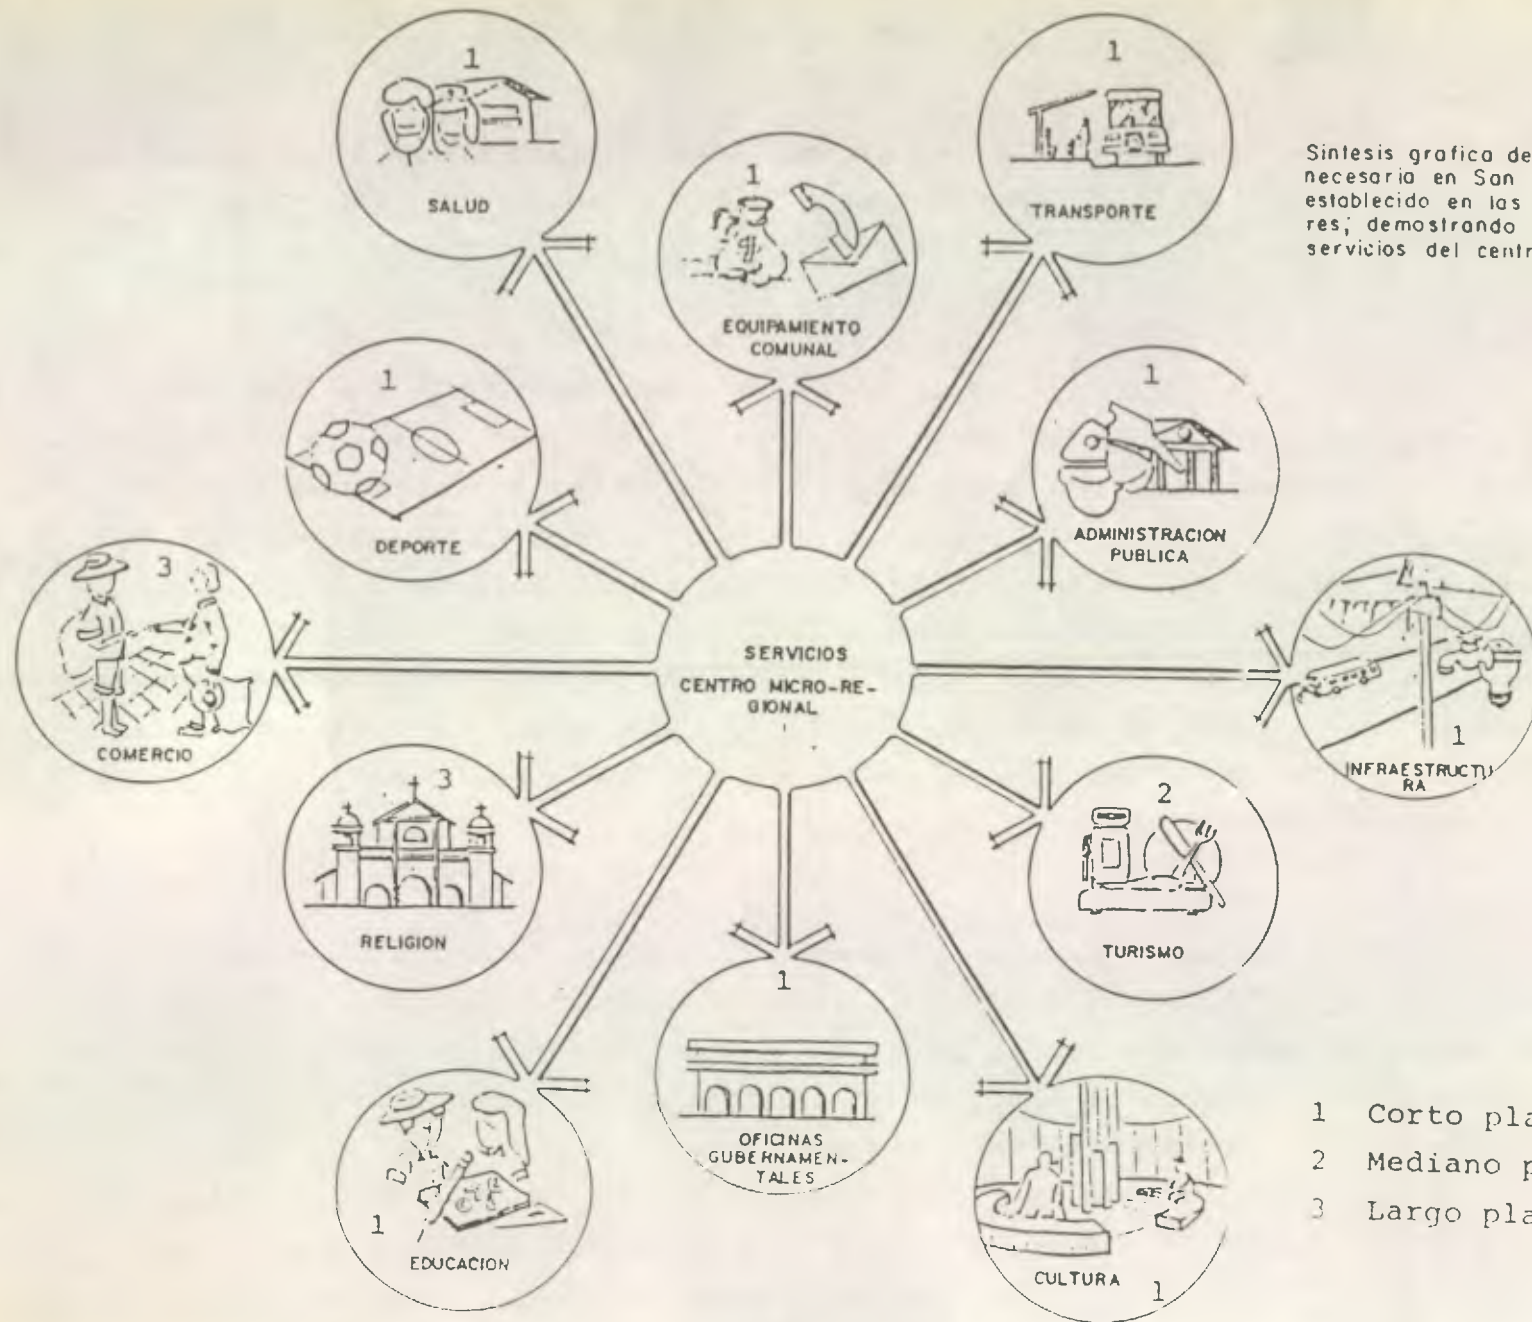 1
SALUD
1
EQUIPAMIENTO
COMUNAL
1
TRANSPORTE
Sintesis grafica de
necesaria en San
establecido en las
res; demostrando
servicios del centr
1
DEPORTE
1
ADMINISTRACION
PUBLICA
3
COMERCIO
SERVICIOS
CENTRO MICRO-RE-
GIONAL
1
INFRAESTRUCTU
RA
3
RELIGION
2
TURISMO
1
OFICINAS
GUBERNAMEN-
TALES
1
EDUCACION
CULTURA
1
1 Corto pla
2 Mediano p
3 Largo pla